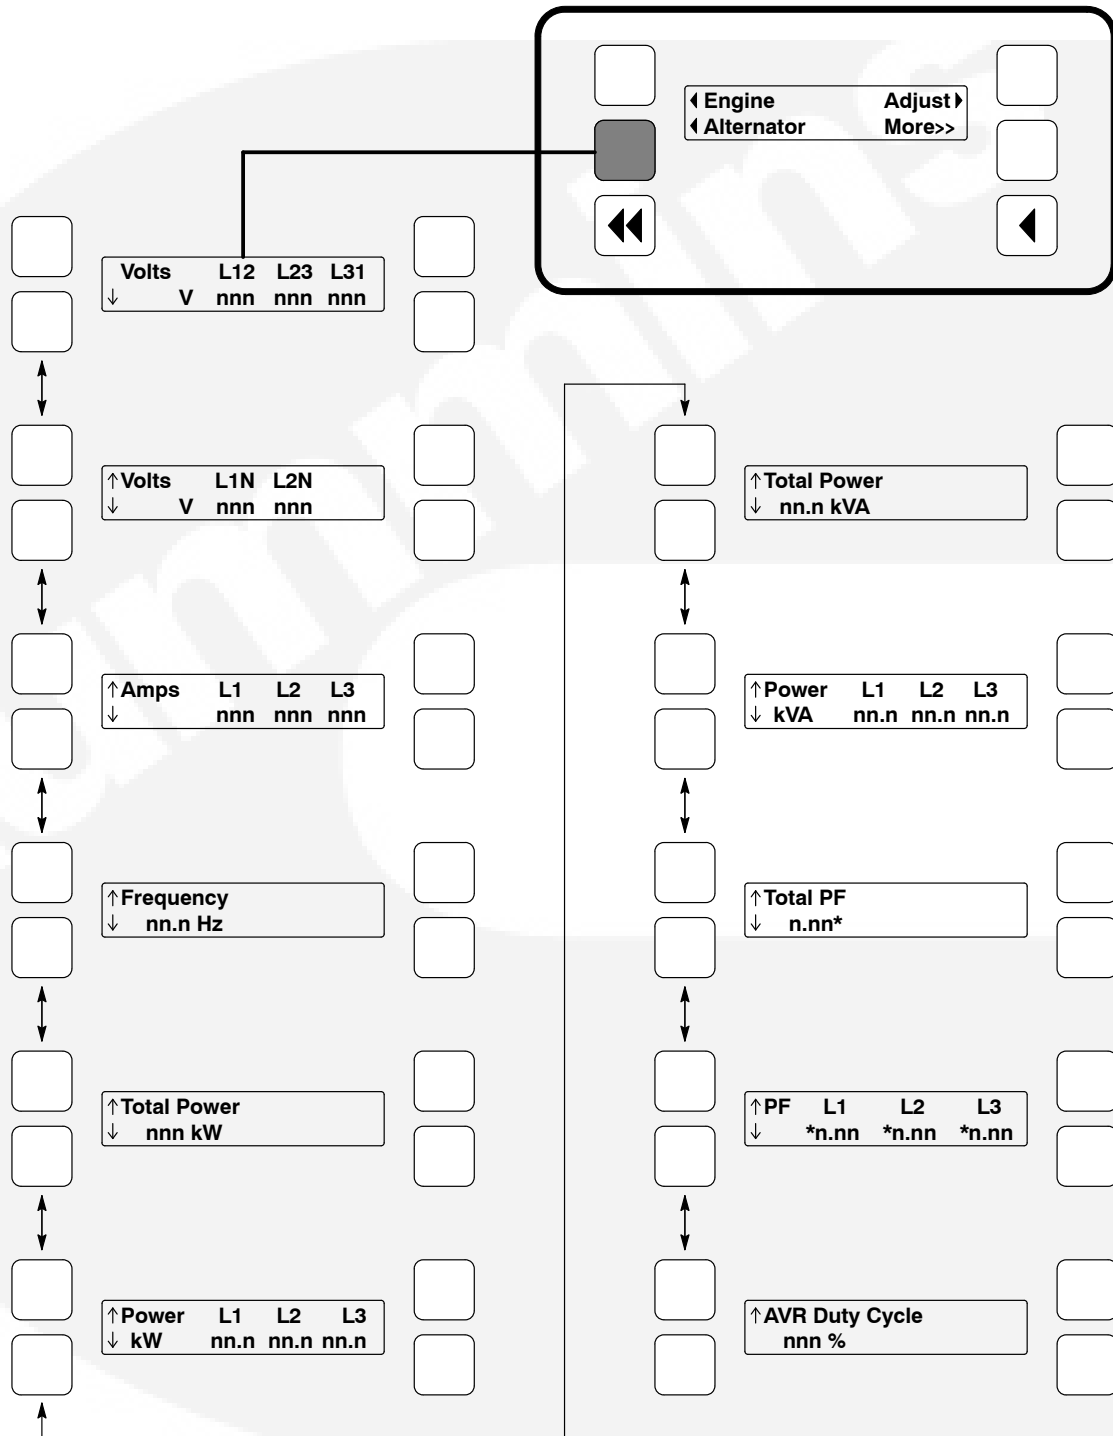 ◀ Engine Adjust ▶
◀ Alternator More>>
Volts L12 L23 L31
↓ V nnn nnn nnn
↑ Volts L1N L2N
↓ V nnn nnn
↑ Amps L1 L2 L3
↓ nnn nnn nnn
↑ Frequency
↓ nn.n Hz
↑ Total Power
↓ nnn kW
↑ Power L1 L2 L3
↓ kW nn.n nn.n nn.n
↑ Total Power
↓ nn.n kVA
↑ Power L1 L2 L3
↓ kVA nn.n nn.n nn.n
↑ Total PF
↓ n.nn*
↑ PF L1 L2 L3
↓ *n.nn *n.nn *n.nn
↑ AVR Duty Cycle
nnn %